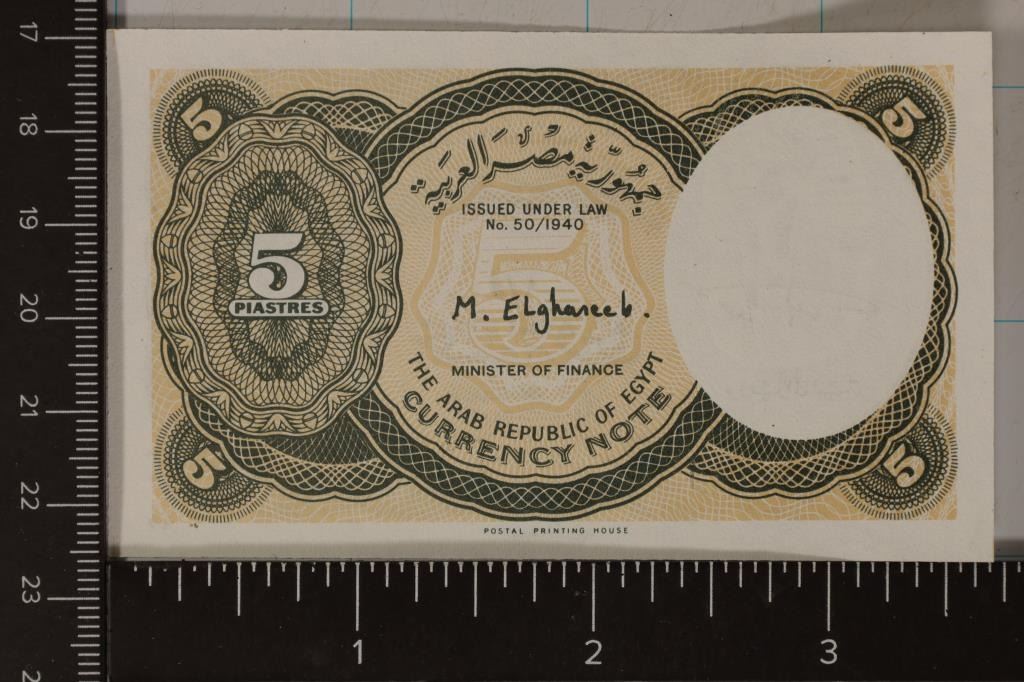 5 5
جمهورية مصر العربية
ISSUED UNDER LAW
No. 50/1940
5
PIASTRES
5
M. ELghareeb.
MINISTER OF FINANCE
THE ARAB REPUBLIC OF EGYPT
CURRENCY NOTE
5 5
POSTAL PRINTING HOUSE
17
18
19
20
21
22
23
1 2 3